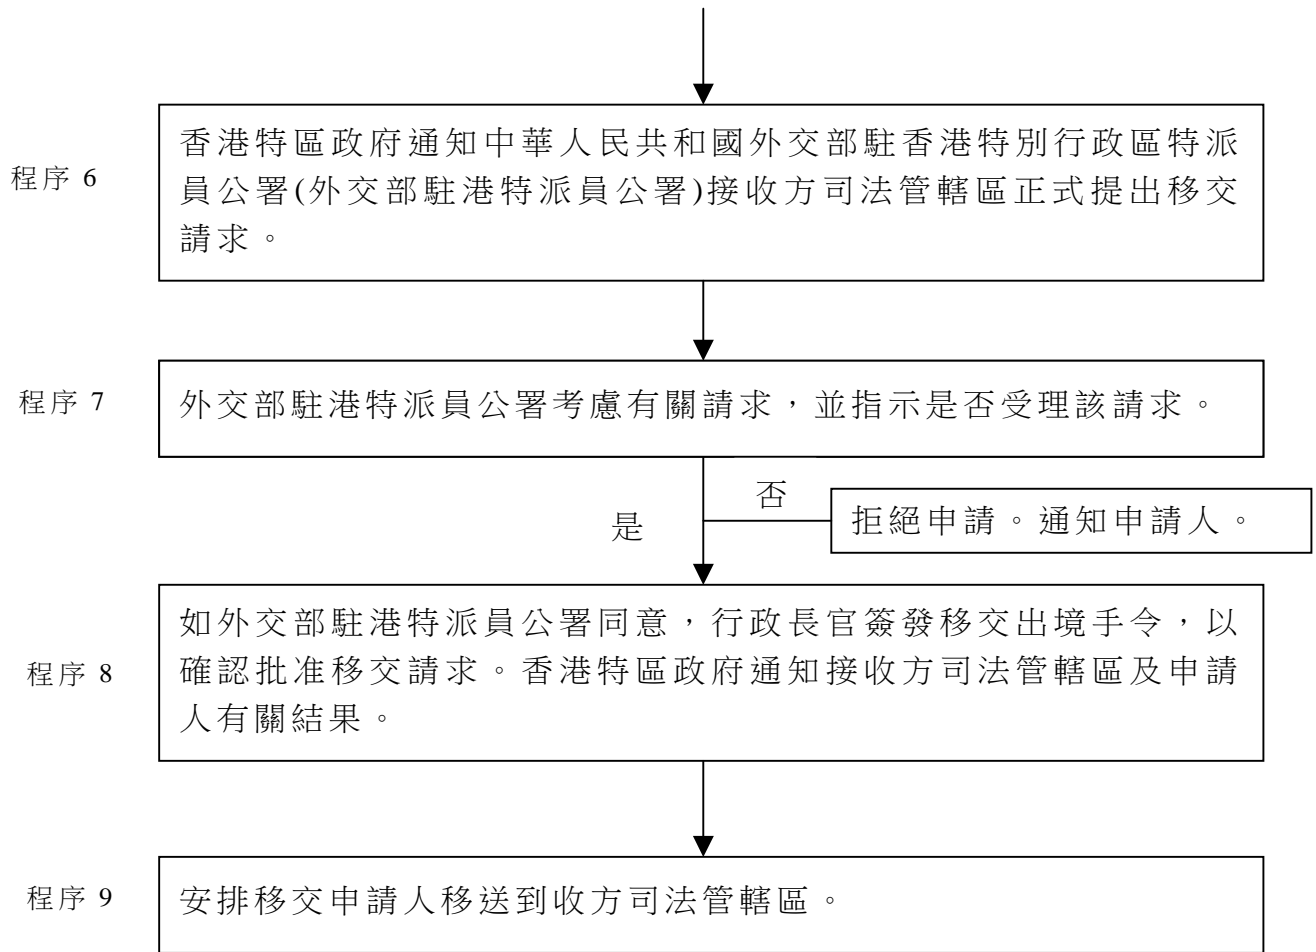 程序 6
香港特區政府通知中華人民共和國外交部駐香港特別行政區特派
員公署(外交部駐港特派員公署)接收方司法管轄區正式提出移交
請求。
程序 7
外交部駐港特派員公署考慮有關請求，並指示是否受理該請求。
否
是
拒絕申請。通知申請人。
程序 8
如外交部駐港特派員公署同意，行政長官簽發移交出境手令，以
確認批准移交請求。香港特區政府通知接收方司法管轄區及申請
人有關結果。
程序 9
安排移交申請人移送到收方司法管轄區。